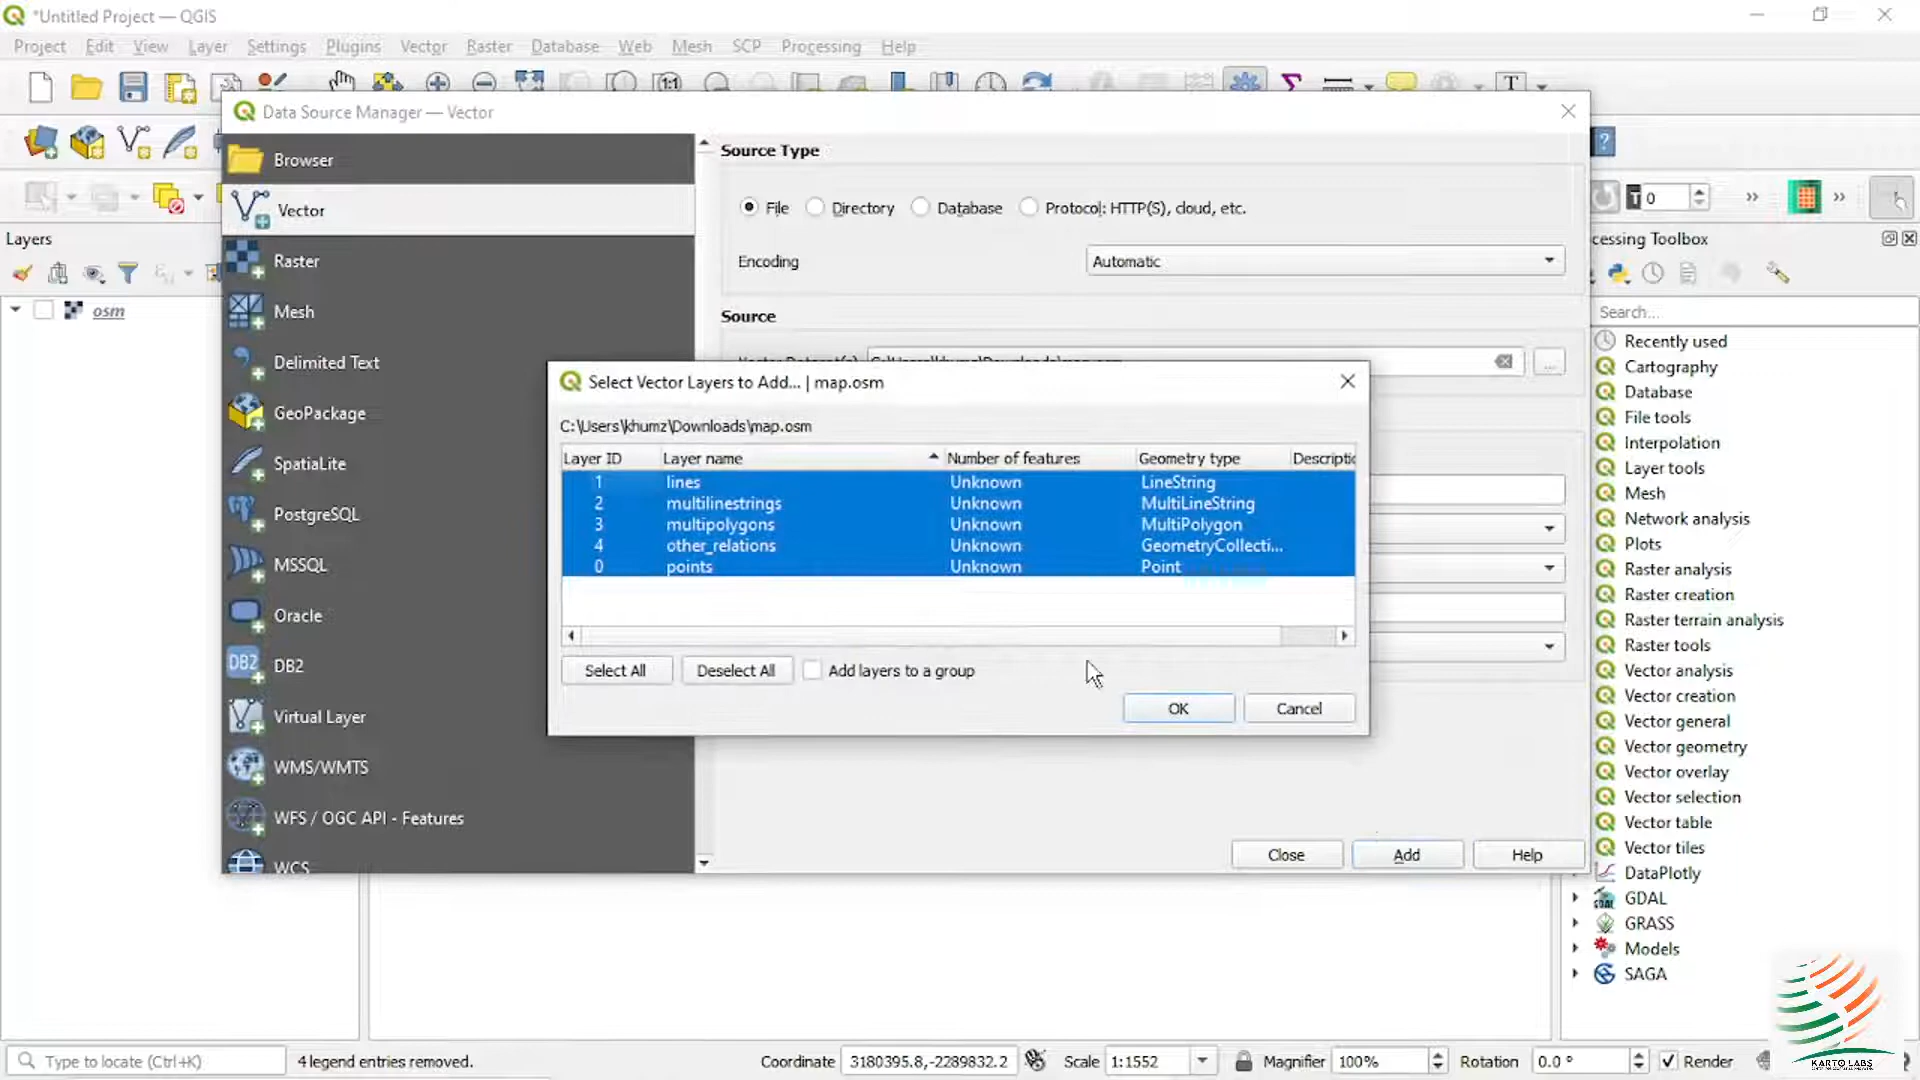 *Untitled Project — QGIS
Project Edit View Layer Settings Plugins Vector Raster Database Web Mesh SCP Processing Help
Data Source Manager — Vector
Browser
Vector
Raster
Mesh
Delimited Text
GeoPackage
SpatiaLite
PostgreSQL
MSSQL
Oracle
DB2
Virtual Layer
WMS/WMTS
WFS / OGC API - Features
WCS
Source Type
File Directory Database Protocol: HTTP(S), cloud, etc.
Encoding Automatic
Source
Vector Dataset(s) C:\Users\khumz\Downloads\map.osm
...
Select Vector Layers to Add... | map.osm
C:\Users\khumz\Downloads\map.osm
Layer ID Layer name Number of features Geometry type Descriptic
1 lines Unknown LineString
2 multilinestrings Unknown MultiLineString
3 multipolygons Unknown MultiPolygon
4 other_relations Unknown GeometryCollecti...
0 points Unknown Point
Select All Deselect All Add layers to a group
OK Cancel
Close Add Help
Layers
osm
0
cessing Toolbox
Search...
Recently used
Cartography
Database
File tools
Interpolation
Layer tools
Mesh
Network analysis
Plots
Raster analysis
Raster creation
Raster terrain analysis
Raster tools
Vector analysis
Vector creation
Vector general
Vector geometry
Vector overlay
Vector selection
Vector table
Vector tiles
DataPlotly
GDAL
GRASS
Models
SAGA
KARTO LABS
Type to locate (Ctrl+K) 4 legend entries removed. Coordinate 3180395.8,-2289832.2 Scale 1:1552 Magnifier 100% Rotation 0.0 ° Render